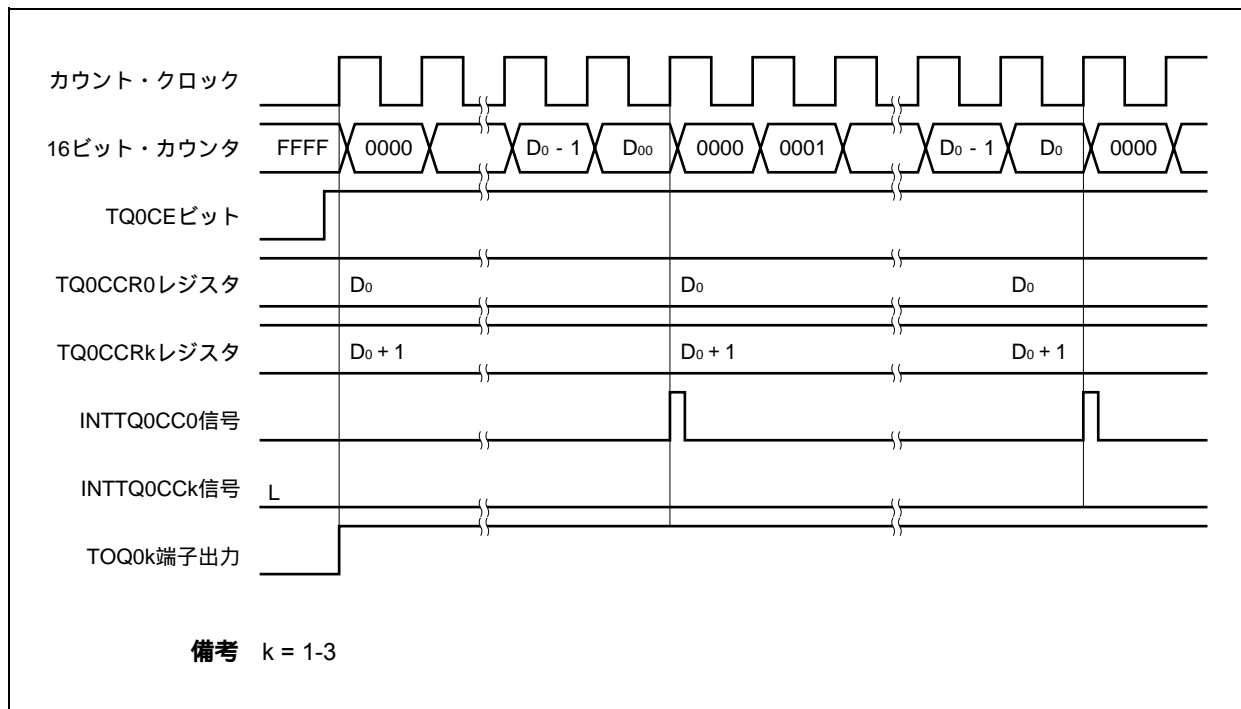 カウント・クロック
16ビット・カウンタ FFFF 0000 D₀ - 1 D₀₀ 0000 0001 D₀ - 1 D₀ 0000
TQ0CEビット
TQ0CCR0レジスタ D₀ D₀ D₀
TQ0CCRkレジスタ D₀ + 1 D₀ + 1 D₀ + 1
INTTQ0CC0信号
INTTQ0CCk信号 L
TOQ0k端子出力
備考 k = 1-3